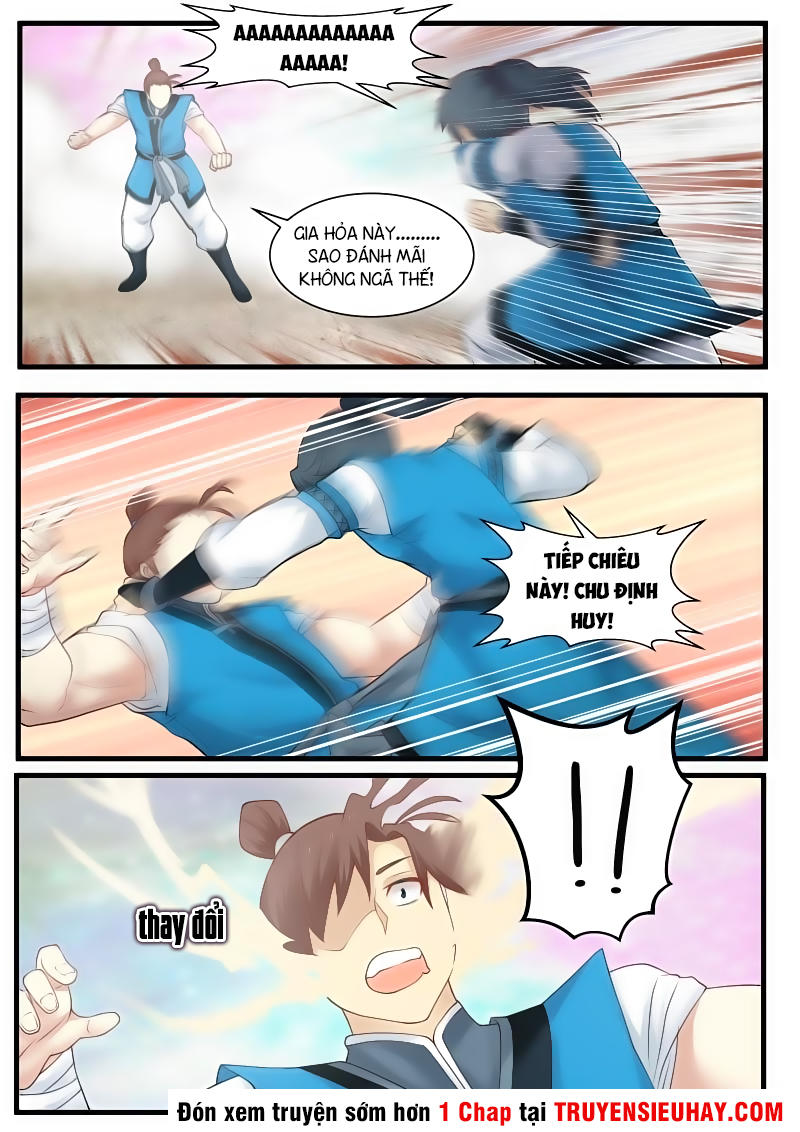 AAAAAAAAAAAAA
AAAAA!
GIA HỎA NÀY.........
SAO ĐÁNH MÃI
KHÔNG NGÃ THẾ!
TIẾP CHIÊU
NÀY! CHU ĐỊNH
HUY!
!!
thay đổi
Đón xem truyện sớm hơn 1 Chap tại TRUYENSIEUHAY.COM